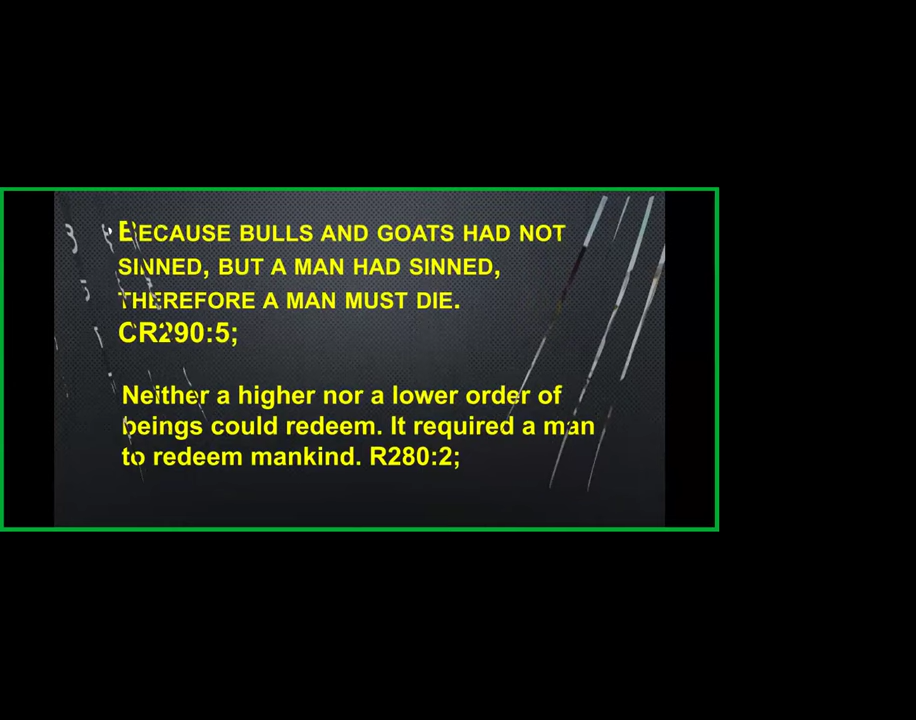 • BECAUSE BULLS AND GOATS HAD NOT
SINNED, BUT A MAN HAD SINNED,
THEREFORE A MAN MUST DIE.
CR290:5;
Neither a higher nor a lower order of
beings could redeem. It required a man
to redeem mankind. R280:2;